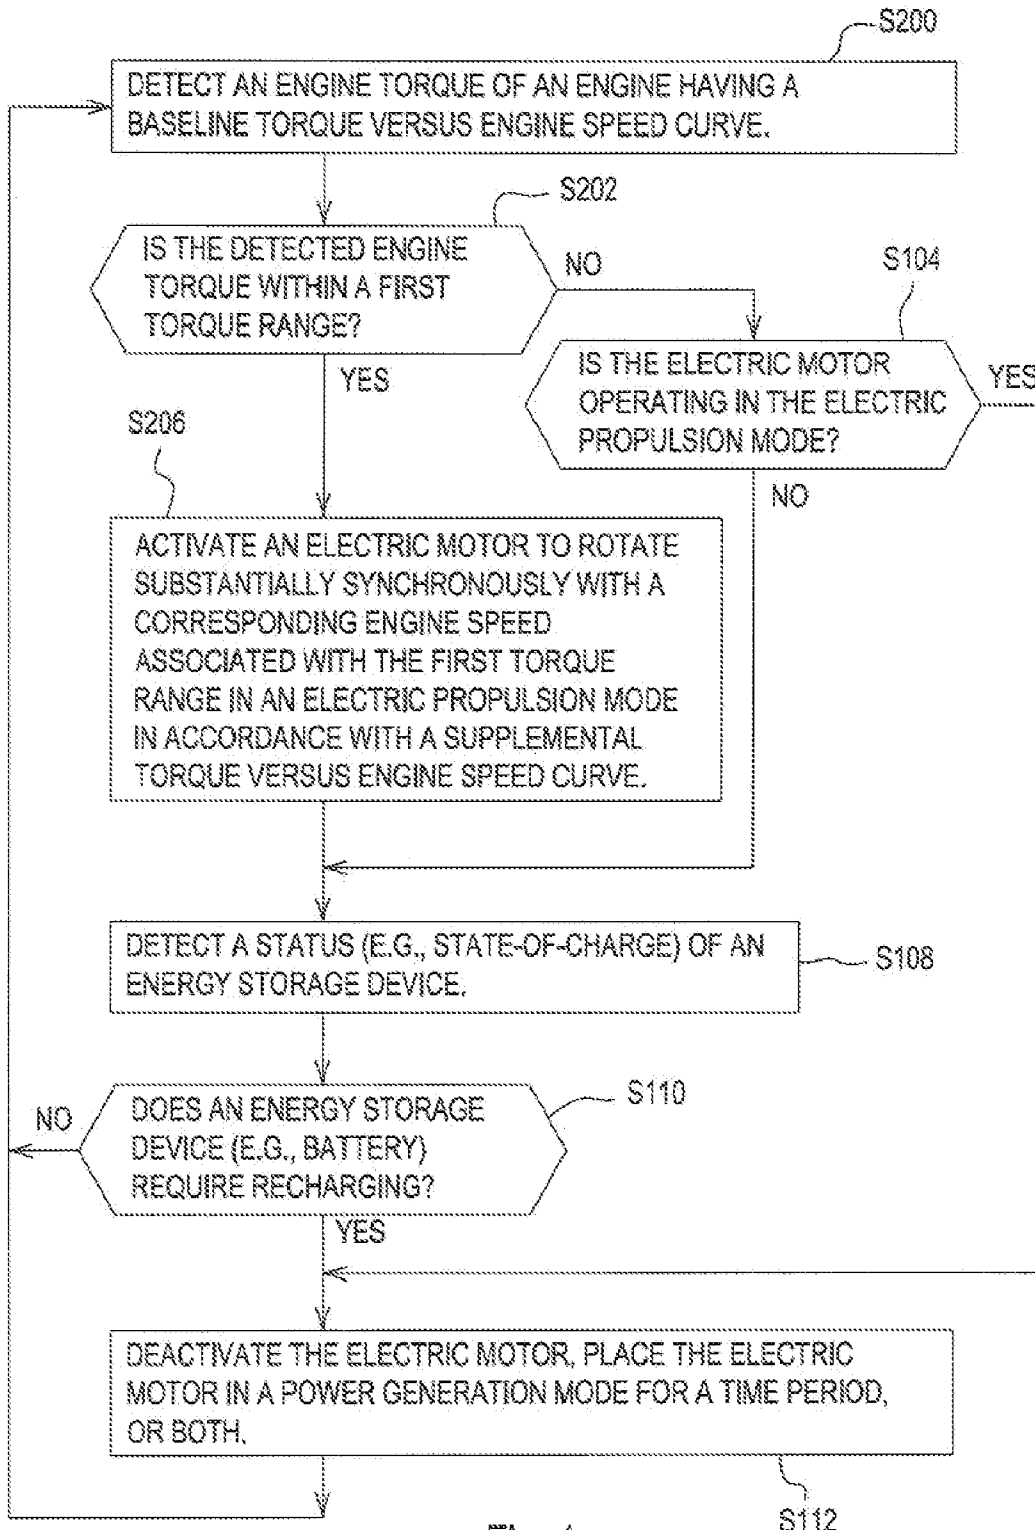 S200
DETECT AN ENGINE TORQUE OF AN ENGINE HAVING A
BASELINE TORQUE VERSUS ENGINE SPEED CURVE.
S202
IS THE DETECTED ENGINE
TORQUE WITHIN A FIRST
TORQUE RANGE?
NO
YES
S104
IS THE ELECTRIC MOTOR
OPERATING IN THE ELECTRIC
PROPULSION MODE?
YES
NO
S206
ACTIVATE AN ELECTRIC MOTOR TO ROTATE
SUBSTANTIALLY SYNCHRONOUSLY WITH A
CORRESPONDING ENGINE SPEED
ASSOCIATED WITH THE FIRST TORQUE
RANGE IN AN ELECTRIC PROPULSION MODE
IN ACCORDANCE WITH A SUPPLEMENTAL
TORQUE VERSUS ENGINE SPEED CURVE.
DETECT A STATUS (E.G., STATE-OF-CHARGE) OF AN
ENERGY STORAGE DEVICE.
S108
DOES AN ENERGY STORAGE
DEVICE (E.G., BATTERY)
REQUIRE RECHARGING?
S110
NO
YES
DEACTIVATE THE ELECTRIC MOTOR, PLACE THE ELECTRIC
MOTOR IN A POWER GENERATION MODE FOR A TIME PERIOD,
OR BOTH.
S112